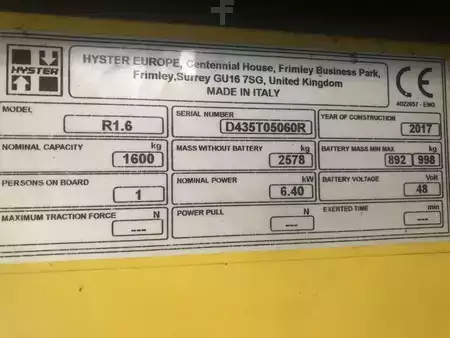 HYSTER
HYSTER EUROPE, Centennial House, Frimley Business Park,
Frimley,Surrey GU16 7SG, United Kingdom
MADE IN ITALY
CE
4022657 - ENG
MODEL R1.6 SERIAL NUMBER D435T05060R YEAR OF CONSTRUCTION 2017
NOMINAL CAPACITY kg 1600 MASS WITHOUT BATTERY kg 2578 BATTERY MASS MIN MAX kg 892 998
PERSONS ON BOARD 1 NOMINAL POWER kW 6.40 BATTERY VOLTAGE Volt 48
MAXIMUM TRACTION FORCE N --- POWER PULL N --- EXERTED TIME min ---